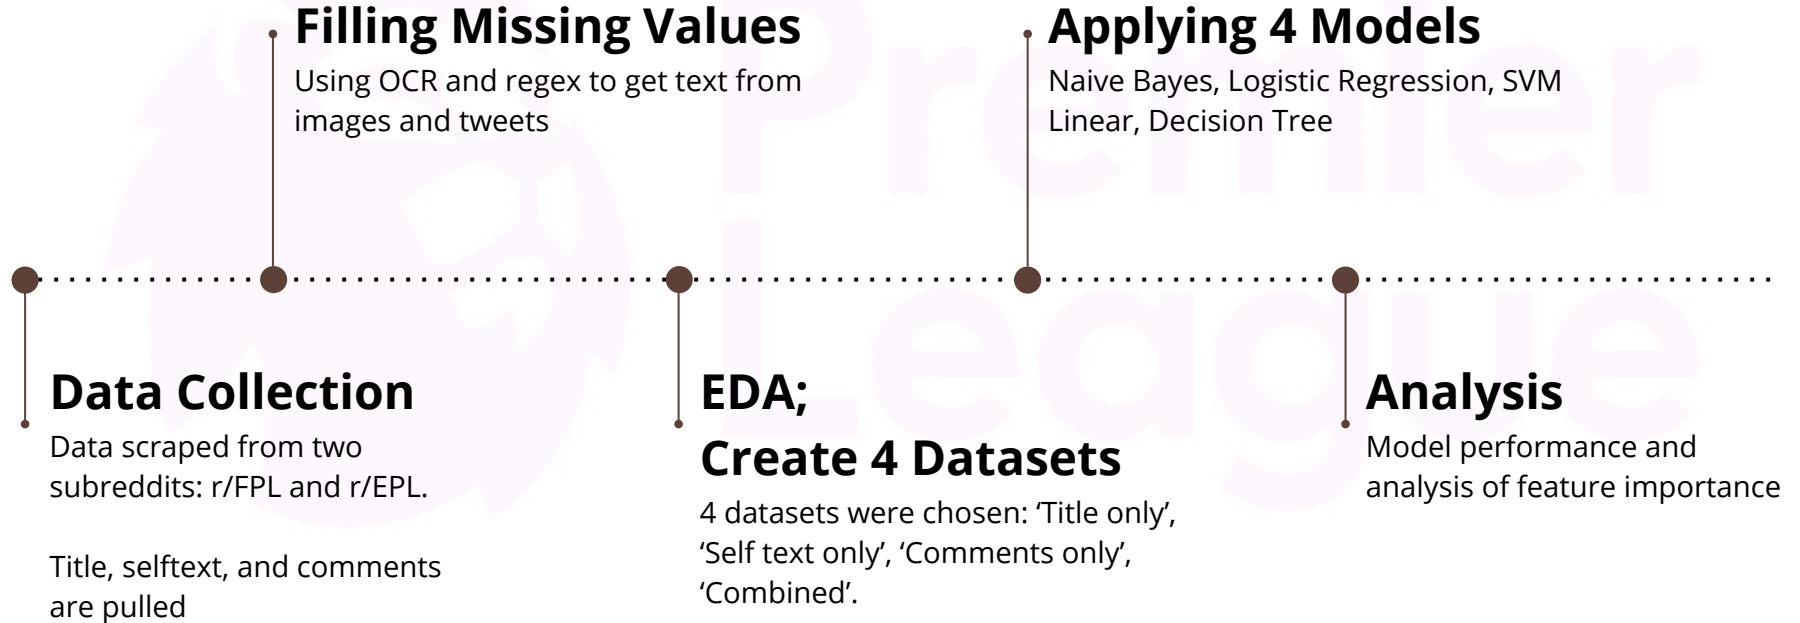 Filling Missing Values
Using OCR and regex to get text from
images and tweets
Applying 4 Models
Naive Bayes, Logistic Regression, SVM
Linear, Decision Tree
Premier
League
Data Collection
Data scraped from two
subreddits: r/FPL and r/EPL.
Title, selftext, and comments
are pulled
EDA;
Create 4 Datasets
4 datasets were chosen: ‘Title only’,
‘Self text only’, ‘Comments only’,
‘Combined’.
Analysis
Model performance and
analysis of feature importance